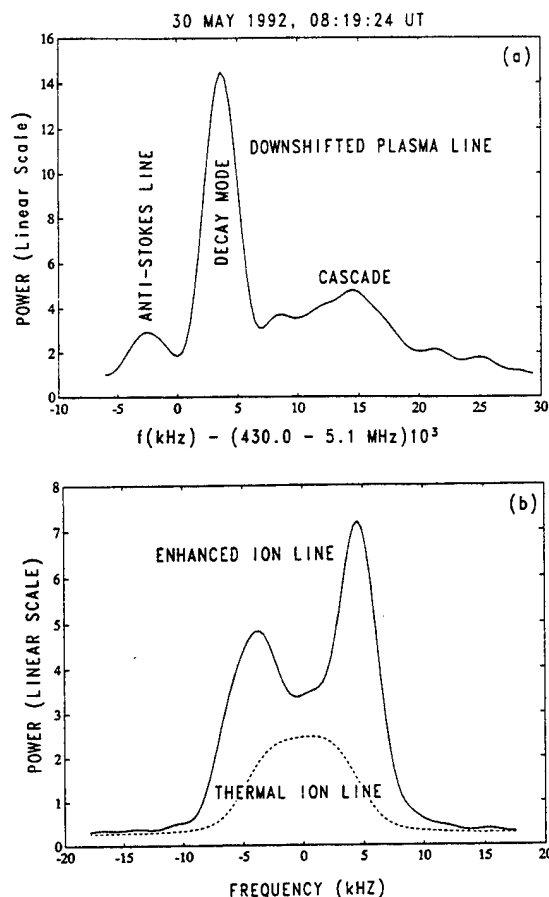 30 MAY 1992, 08:19:24 UT
(a)
16
14
12
10
8
6
4
2
0
POWER (Linear Scale)
ANTI-STOKES LINE
DECAY MODE
DOWNSHIFTED PLASMA LINE
CASCADE
-10 -5 0 5 10 15 20 25 30
f(kHz) - (430.0 - 5.1 MHz)10³
(b)
8
7
6
5
4
3
2
1
0
POWER (LINEAR SCALE)
ENHANCED ION LINE
THERMAL ION LINE
-20 -15 -10 -5 0 5 10 15 20
FREQUENCY (kHZ)